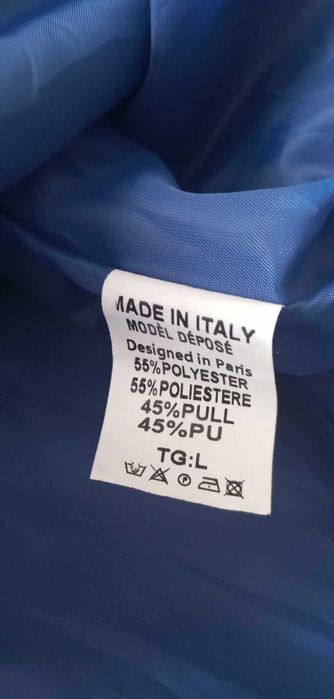 MADE IN ITALY
MODÈL DÉPOSÉ
Designed in Paris
55%POLYESTER
55%POLIESTERE
45%PULL
45%PU
TG:L
P